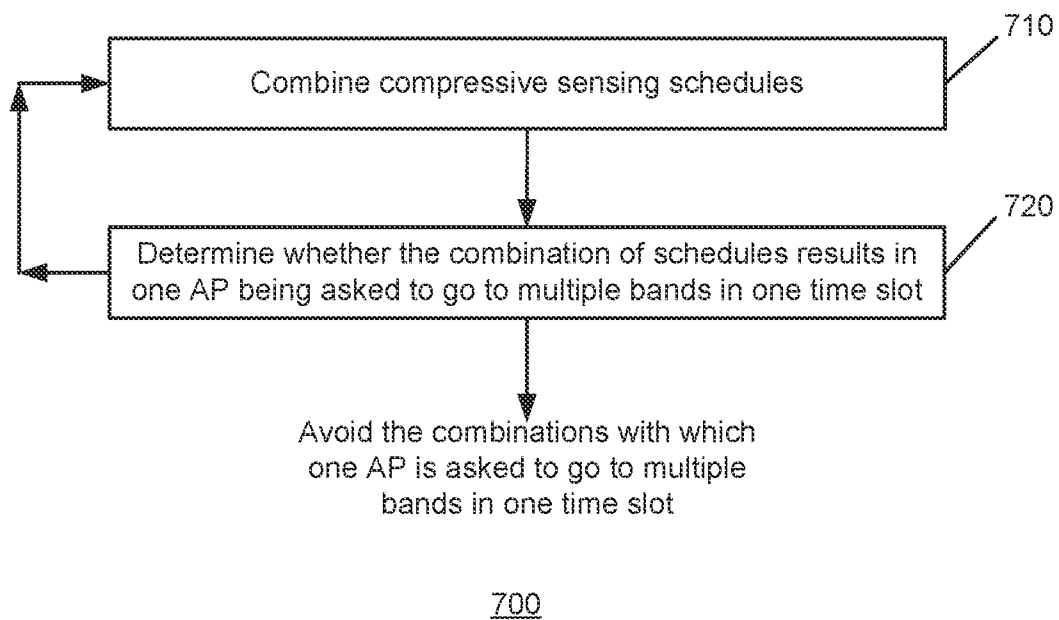 710
Combine compressive sensing schedules
720
Determine whether the combination of schedules results in
one AP being asked to go to multiple bands in one time slot
Avoid the combinations with which
one AP is asked to go to multiple
bands in one time slot
700